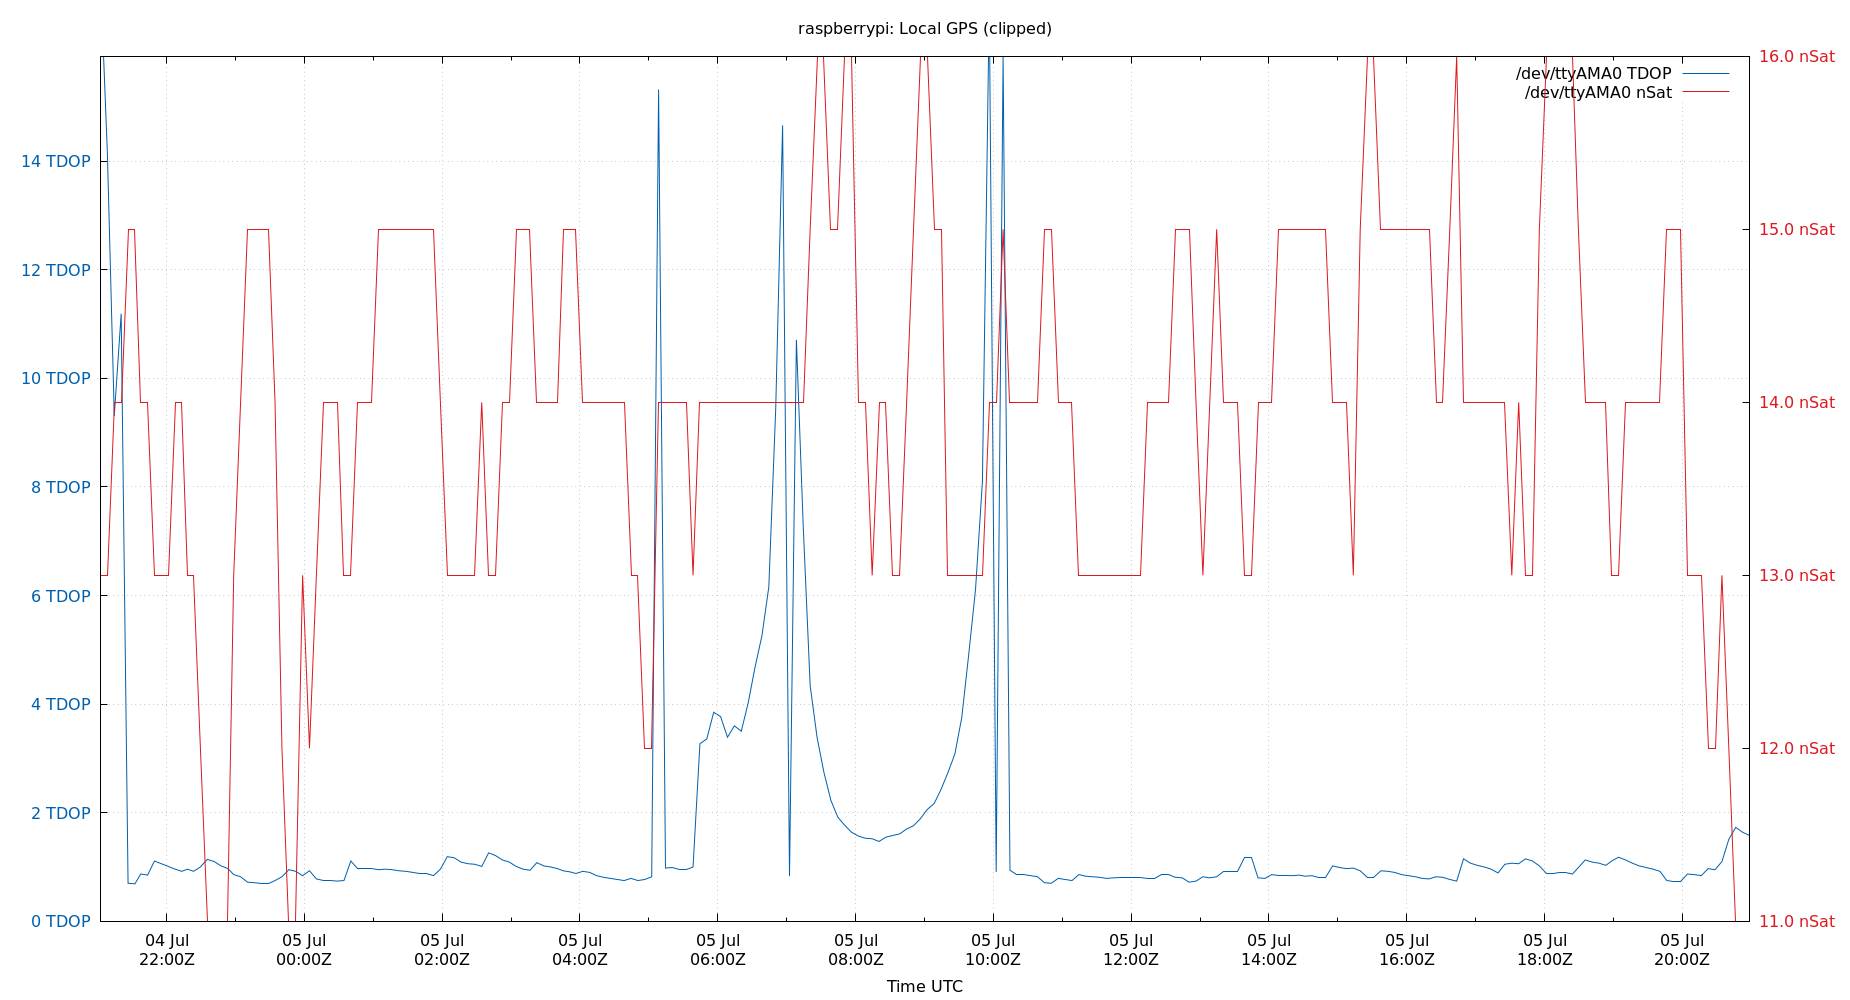 raspberrypi: Local GPS (clipped)
16.0 nSat
/dev/ttyAMA0 TDOP
/dev/ttyAMA0 nSat
14 TDOP
15.0 nSat
12 TDOP
10 TDOP
14.0 nSat
8 TDOP
13.0 nSat
6 TDOP
4 TDOP
12.0 nSat
2 TDOP
0 TDOP
11.0 nSat
04 Jul 05 Jul 05 Jul 05 Jul 05 Jul 05 Jul 05 Jul 05 Jul 05 Jul 05 Jul 05 Jul 05 Jul
22:00Z 00:00Z 02:00Z 04:00Z 06:00Z 08:00Z 10:00Z 12:00Z 14:00Z 16:00Z 18:00Z 20:00Z
Time UTC